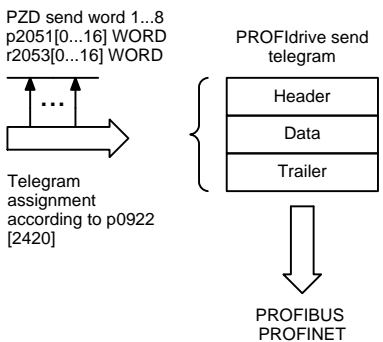 PZD send word 1...8
p2051[0...16] WORD
r2053[0...16] WORD
...
Telegram
assignment
according to p0922
[2420]
PROFIdrive send
telegram
Header
Data
Trailer
PROFIBUS
PROFINET